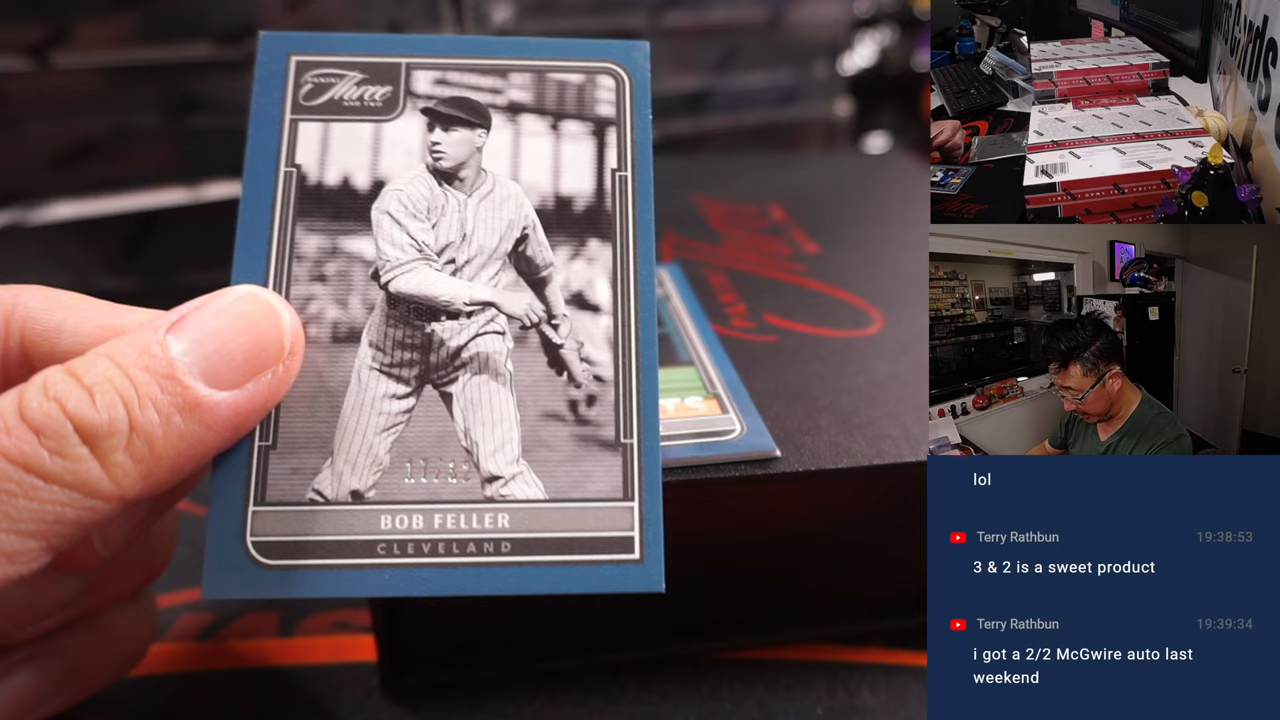 PANINI
Three
AND TWO
BOB FELLER
CLEVELAND
lol
Terry Rathbun
19:38:53
3 & 2 is a sweet product
Terry Rathbun
19:39:34
i got a 2/2 McGwire auto last
weekend